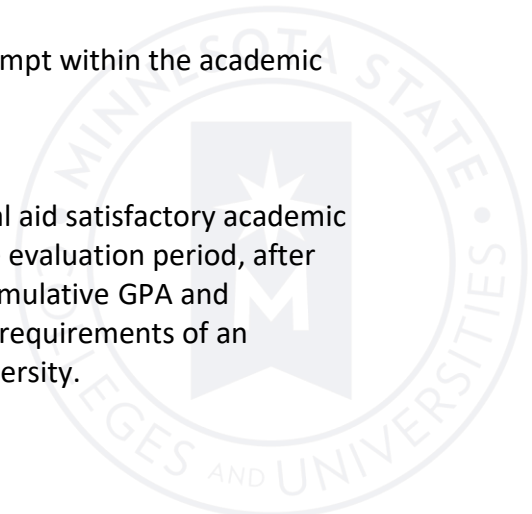 mpt within the academic
al aid satisfactory academic
evaluation period, after
mulative GPA and
requirements of an
ersity.
MINNESOTA STATE
COLLEGES AND UNIVERSITIES